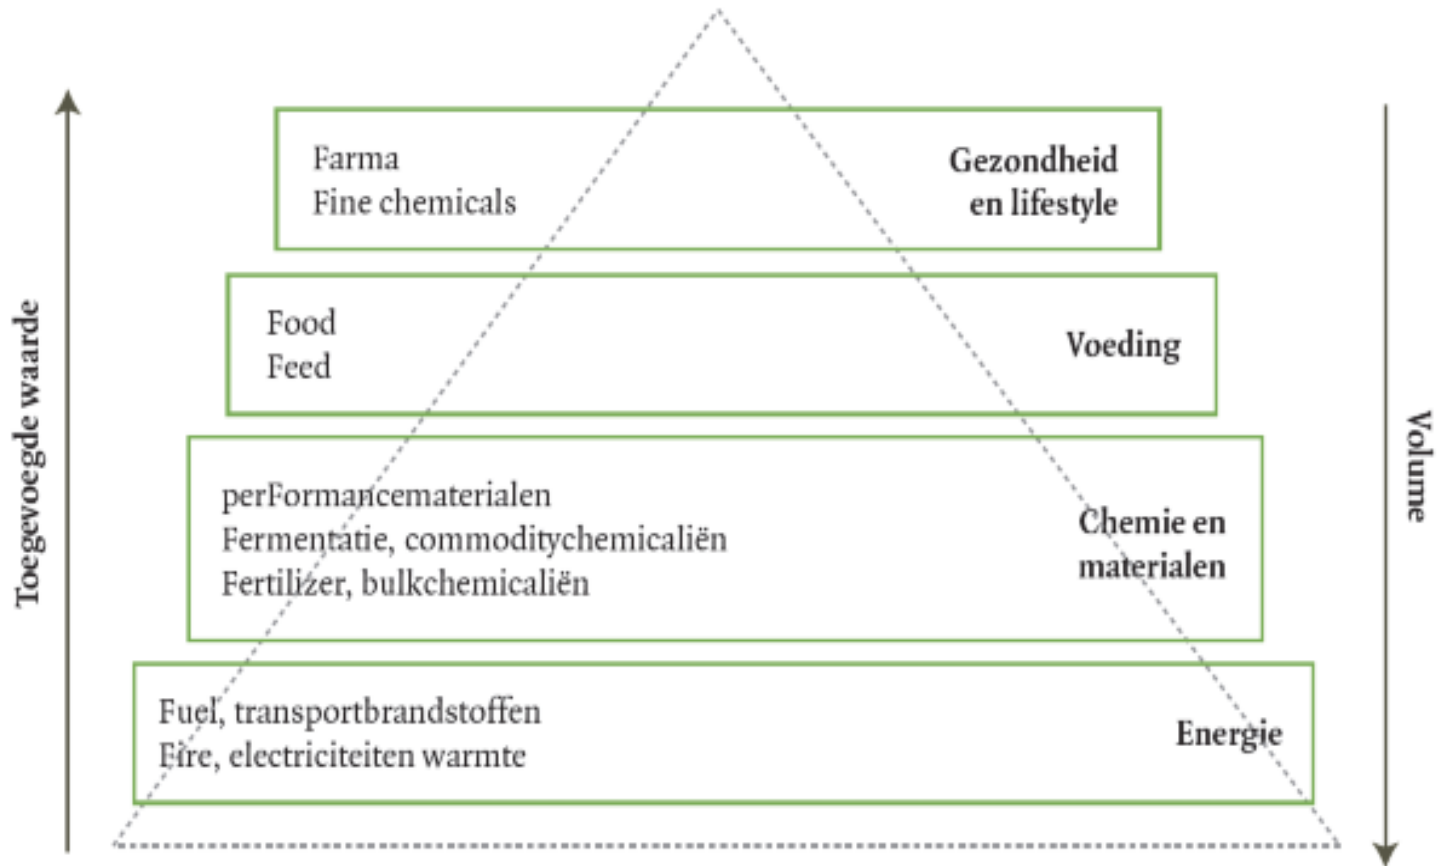 Toegevoegde waarde
Farma
Fine chemicals
Gezondheid
en lifestyle
Food
Feed
Voeding
perFormancematerialen
Fermentatie, commoditychemicaliën
Fertilizer, bulkchemicaliën
Chemie en
materialen
Fuel, transportbrandstoffen
Fire, electriciteiten warmte
Energie
Volume